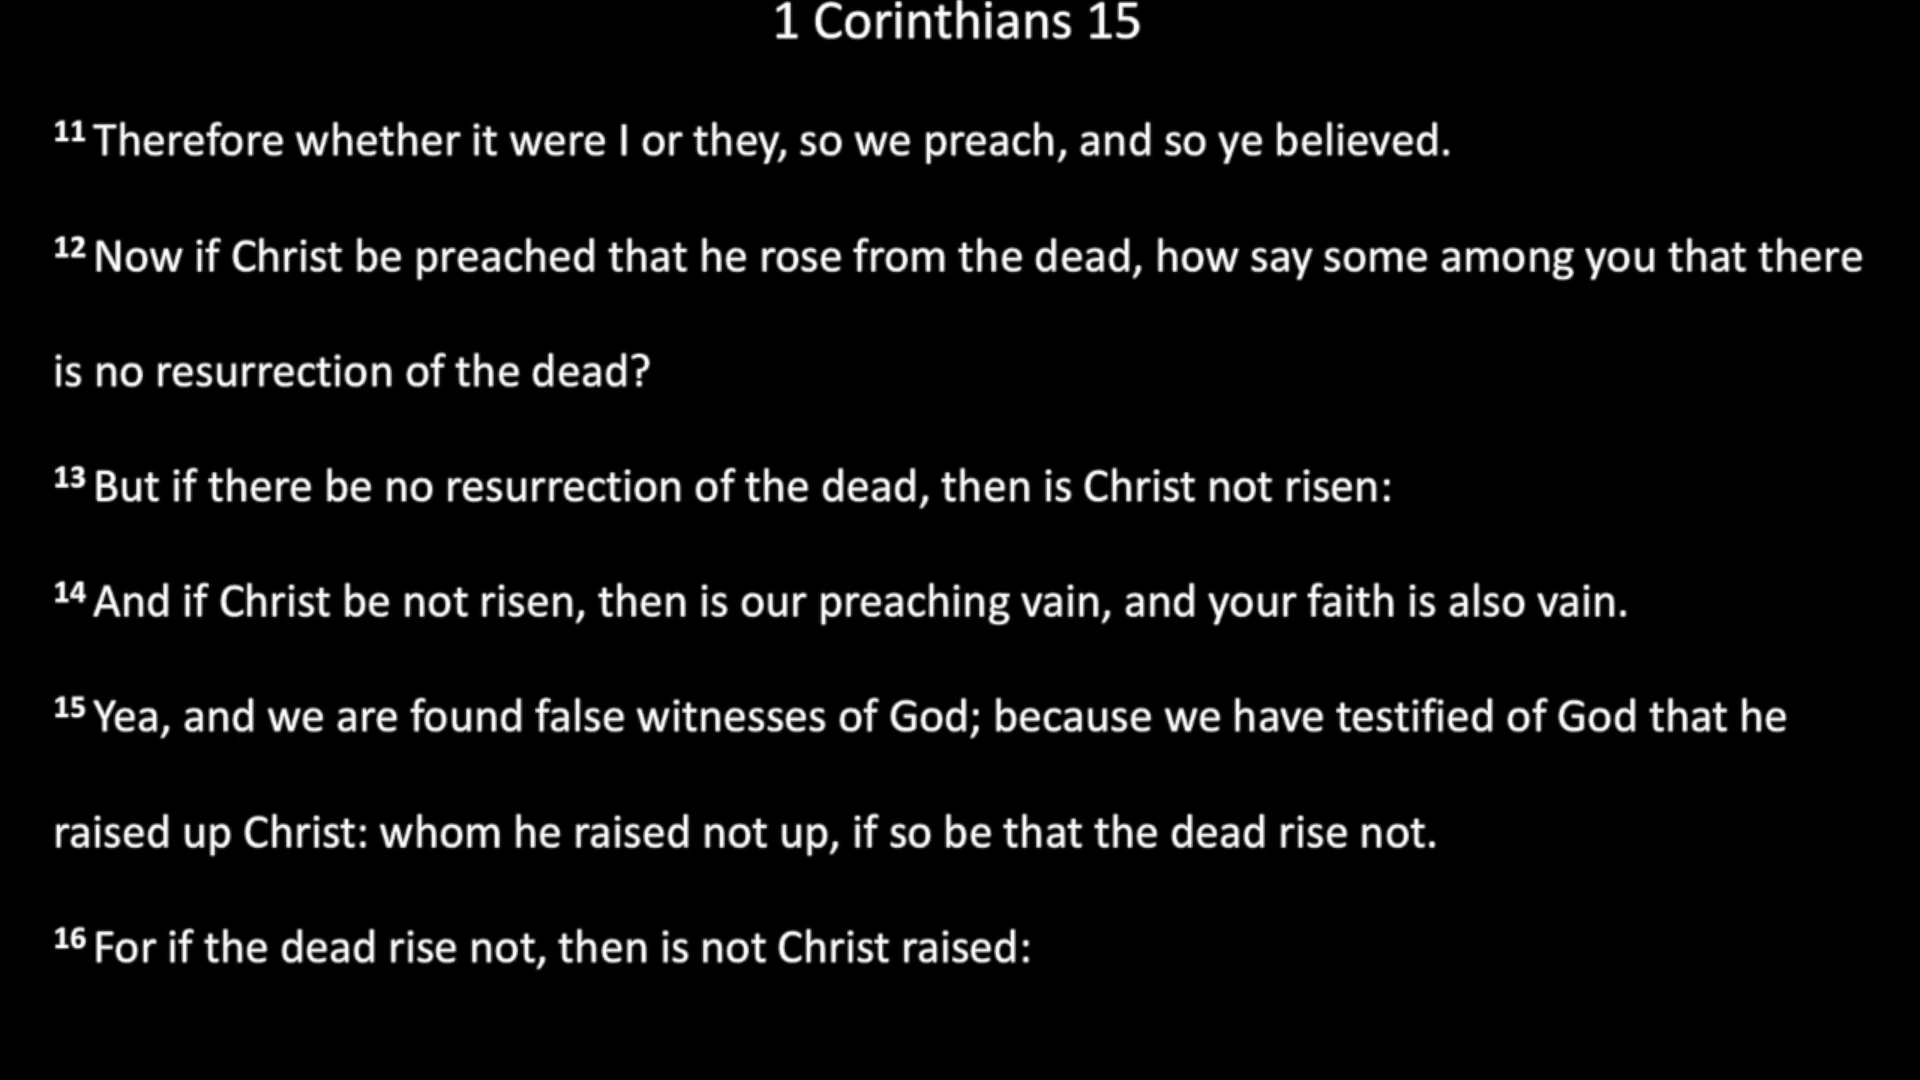 1 Corinthians 15
11 Therefore whether it were I or they, so we preach, and so ye believed.
12 Now if Christ be preached that he rose from the dead, how say some among you that there
is no resurrection of the dead?
13 But if there be no resurrection of the dead, then is Christ not risen:
14 And if Christ be not risen, then is our preaching vain, and your faith is also vain.
15 Yea, and we are found false witnesses of God; because we have testified of God that he
raised up Christ: whom he raised not up, if so be that the dead rise not.
16 For if the dead rise not, then is not Christ raised: